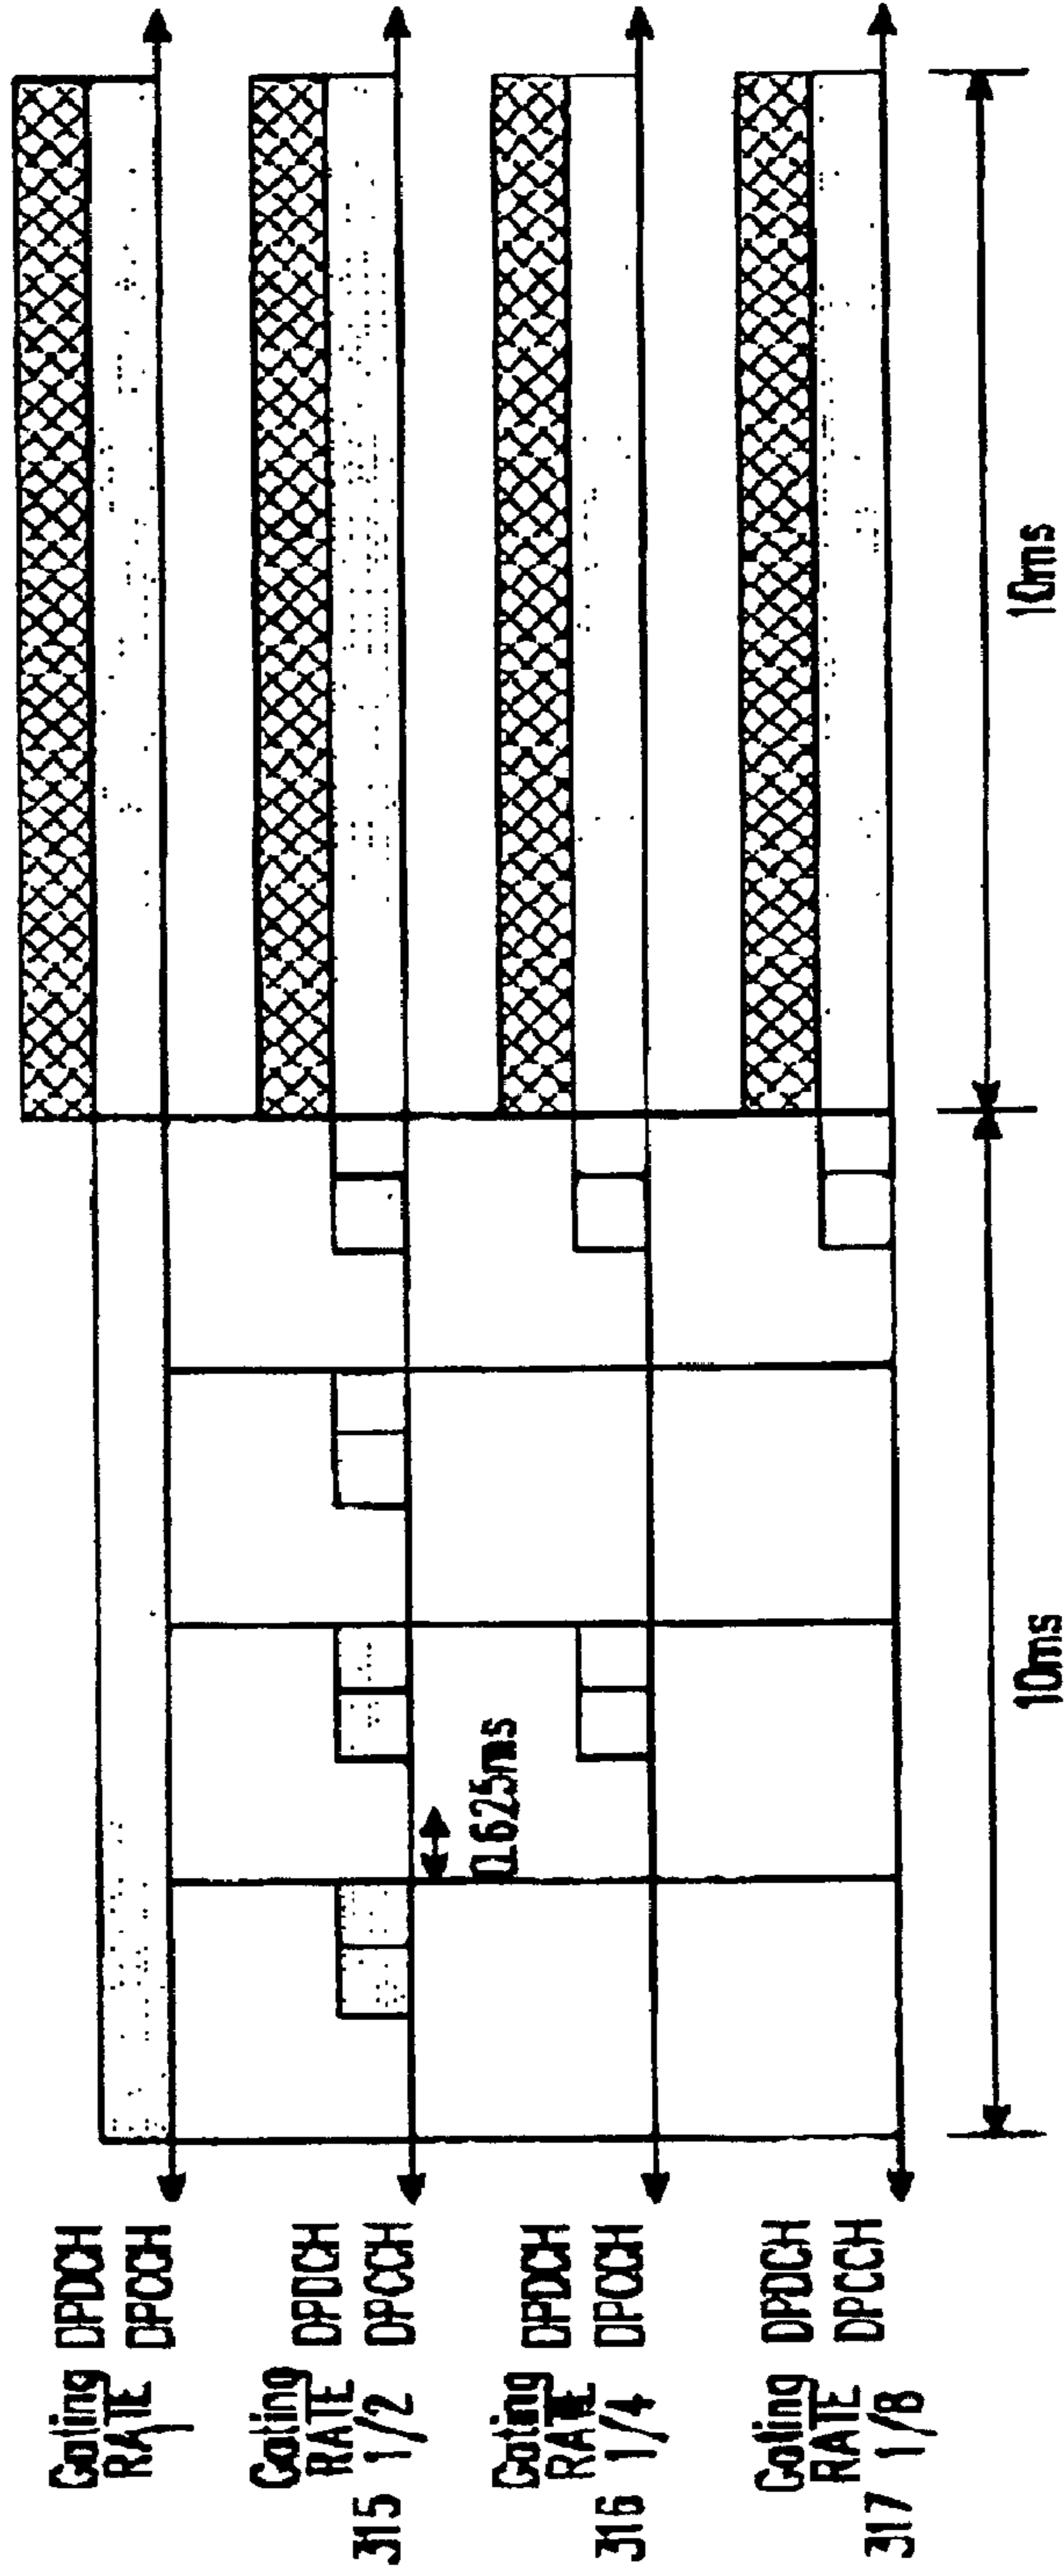 Gating
RATE
1
DPDCH
DPCCH
Gating
RATE
315 1/2
DPDCH
DPCCH
0.625ms
Gating
RATE
316 1/4
DPDCH
DPCCH
Gating
RATE
317 1/8
DPDCH
DPCCH
10ms
10ms